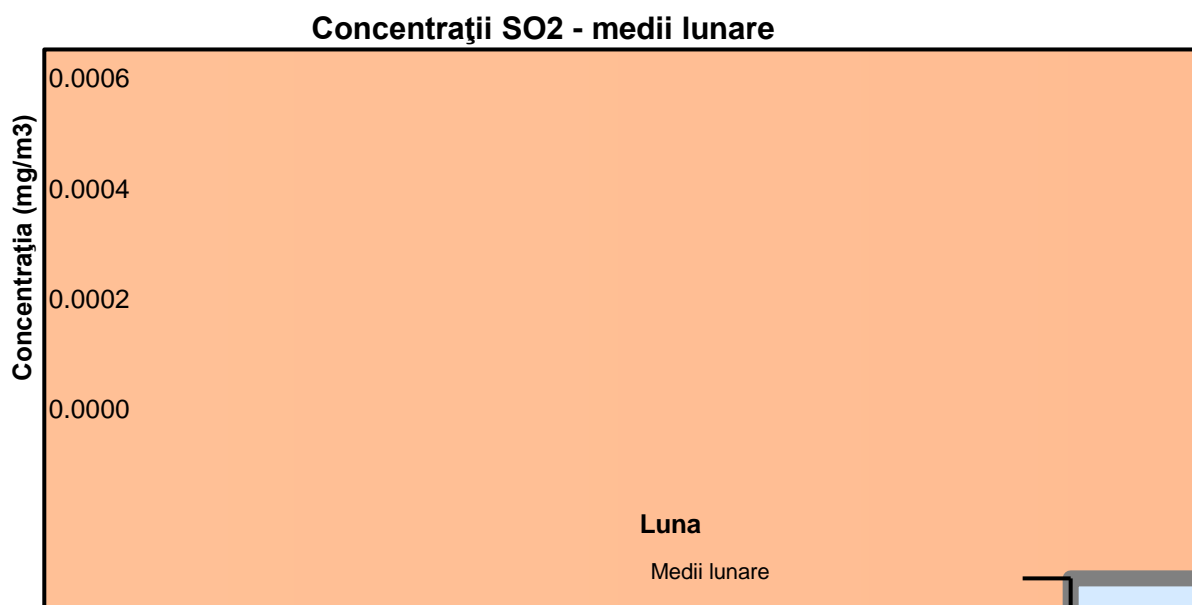 Concentraţii SO2 - medii lunare
Concentraţia (mg/m3)
0.0006
0.0004
0.0002
0.0000
Luna
Medii lunare